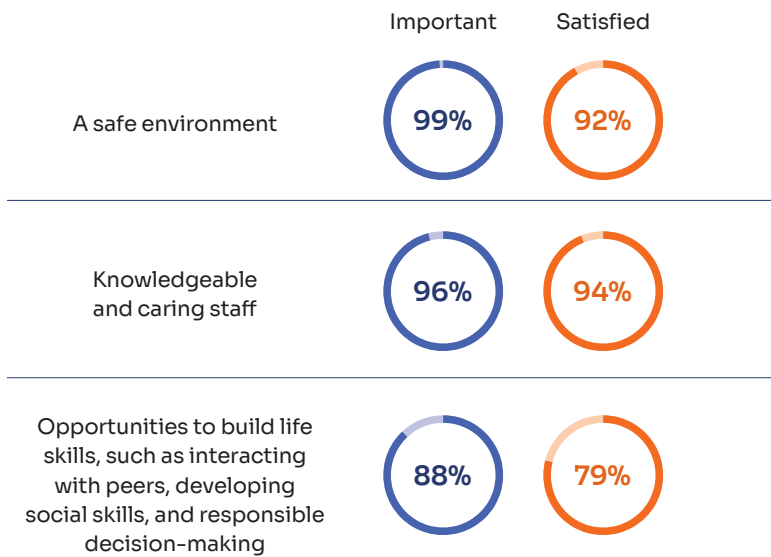 Important Satisfied
A safe environment
99% 92%
Knowledgeable
and caring staff
96% 94%
Opportunities to build life
skills, such as interacting
with peers, developing
social skills, and responsible
decision-making
88% 79%